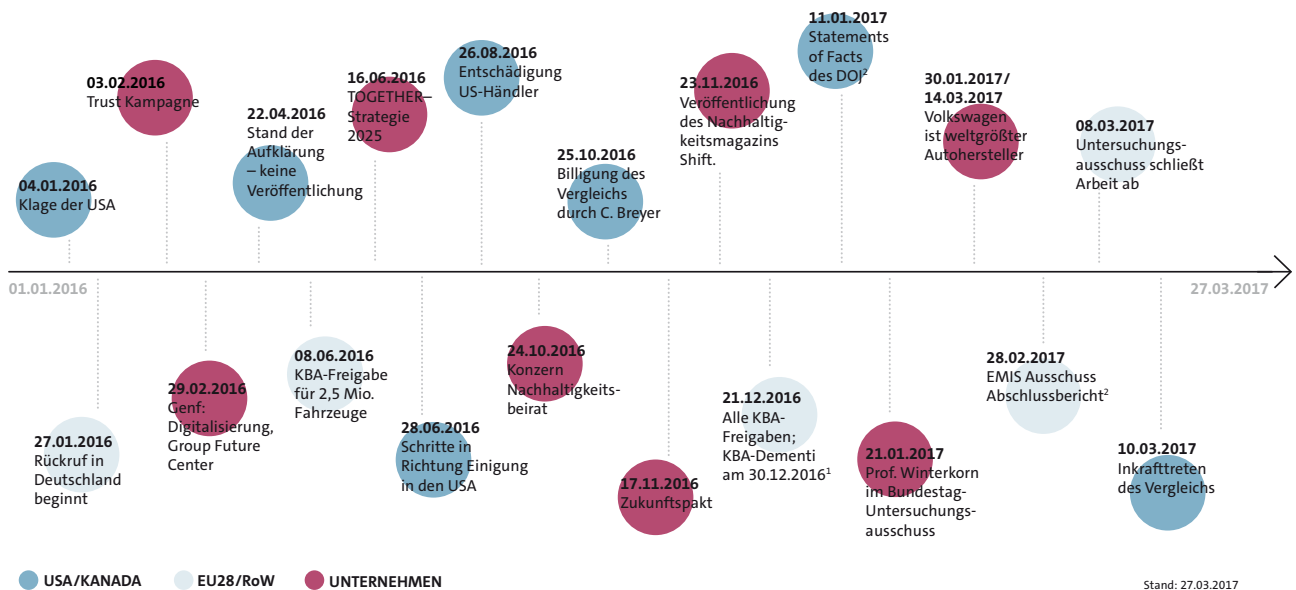 11.01.2017
Statements
of Facts
des DOJ²
26.08.2016
Entschädigung
US-Händler
03.02.2016
Trust Kampagne
16.06.2016
TOGETHER–
Strategie
2025
23.11.2016
Veröffentlichung
des Nachhaltig-
keitsmagazins
Shift.
30.01.2017/
14.03.2017
Volkswagen
ist weltgrößter
Autohersteller
22.04.2016
Stand der
Aufklärung
– keine
Veröffentlichung
08.03.2017
Untersuchungs-
ausschuss schließt
Arbeit ab
25.10.2016
Billigung des
Vergleichs
durch C. Breyer
04.01.2016
Klage der USA
01.01.2016
27.03.2017
08.06.2016
KBA-Freigabe
für 2,5 Mio.
Fahrzeuge
24.10.2016
Konzern
Nachhaltigkeits-
beirat
28.02.2017
EMIS Ausschuss
Abschlussbericht²
29.02.2016
Genf:
Digitalisierung,
Group Future
Center
21.12.2016
Alle KBA-
Freigaben;
KBA-Dementi
am 30.12.2016¹
27.01.2016
Rückruf in
Deutschland
beginnt
28.06.2016
Schritte in
Richtung Einigung
in den USA
17.11.2016
Zukunftspakt
21.01.2017
Prof. Winterkorn
im Bundestag-
Untersuchungs-
ausschuss
10.03.2017
Inkrafttreten
des Vergleichs
USA/KANADA
EU28/RoW
UNTERNEHMEN
Stand: 27.03.2017